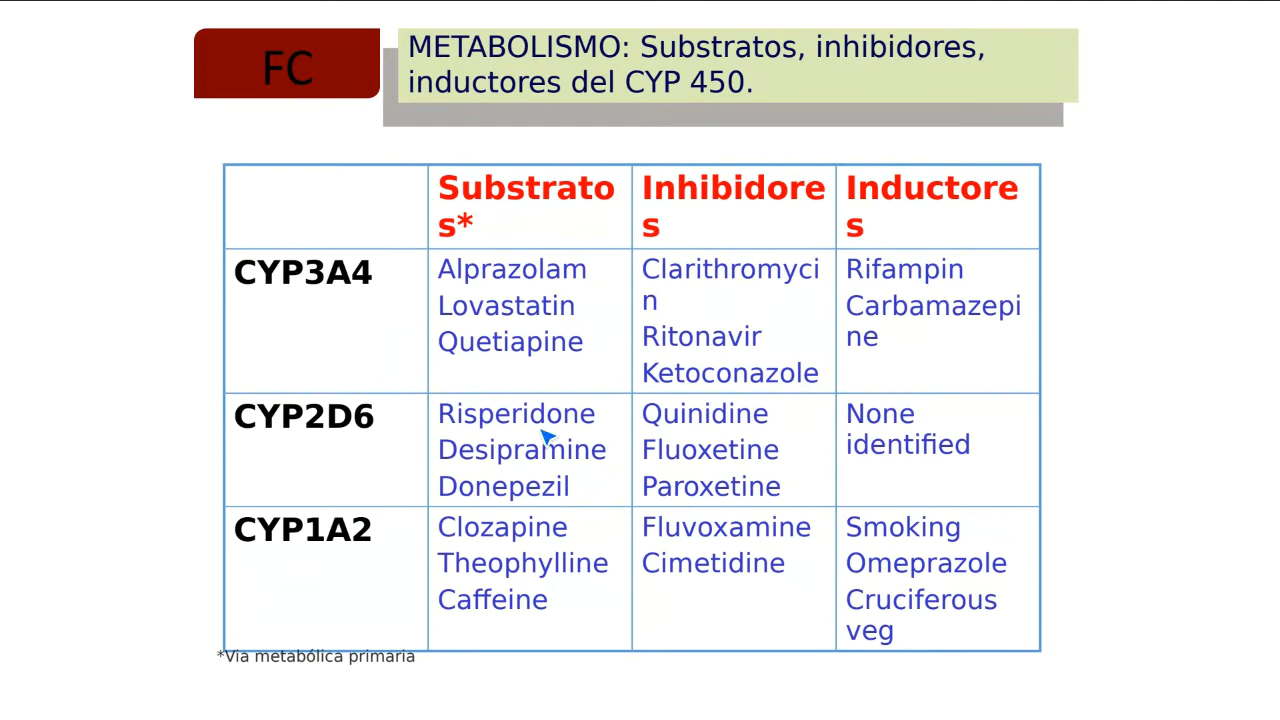 FC
METABOLISMO: Substratos, inhibidores,
inductores del CYP 450.
Substrato
s*
Inhibidore
s
Inductore
s
CYP3A4
Alprazolam
Lovastatin
Quetiapine
Clarithromyci
n
Ritonavir
Ketoconazole
Rifampin
Carbamazepi
ne
CYP2D6
Risperidone
Desipramine
Donepezil
Quinidine
Fluoxetine
Paroxetine
None
identified
CYP1A2
Clozapine
Theophylline
Caffeine
Fluvoxamine
Cimetidine
Smoking
Omeprazole
Cruciferous
veg
*Via metabólica primaria